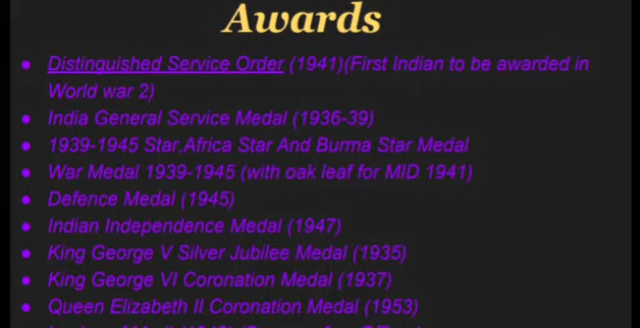 Awards
● Distinguished Service Order (1941)(First Indian to be awarded in
World war 2)
● India General Service Medal (1936-39)
● 1939-1945 Star,Africa Star And Burma Star Medal
● War Medal 1939-1945 (with oak leaf for MID 1941)
● Defence Medal (1945)
● Indian Independence Medal (1947)
● King George V Silver Jubilee Medal (1935)
● King George VI Coronation Medal (1937)
● Queen Elizabeth II Coronation Medal (1953)